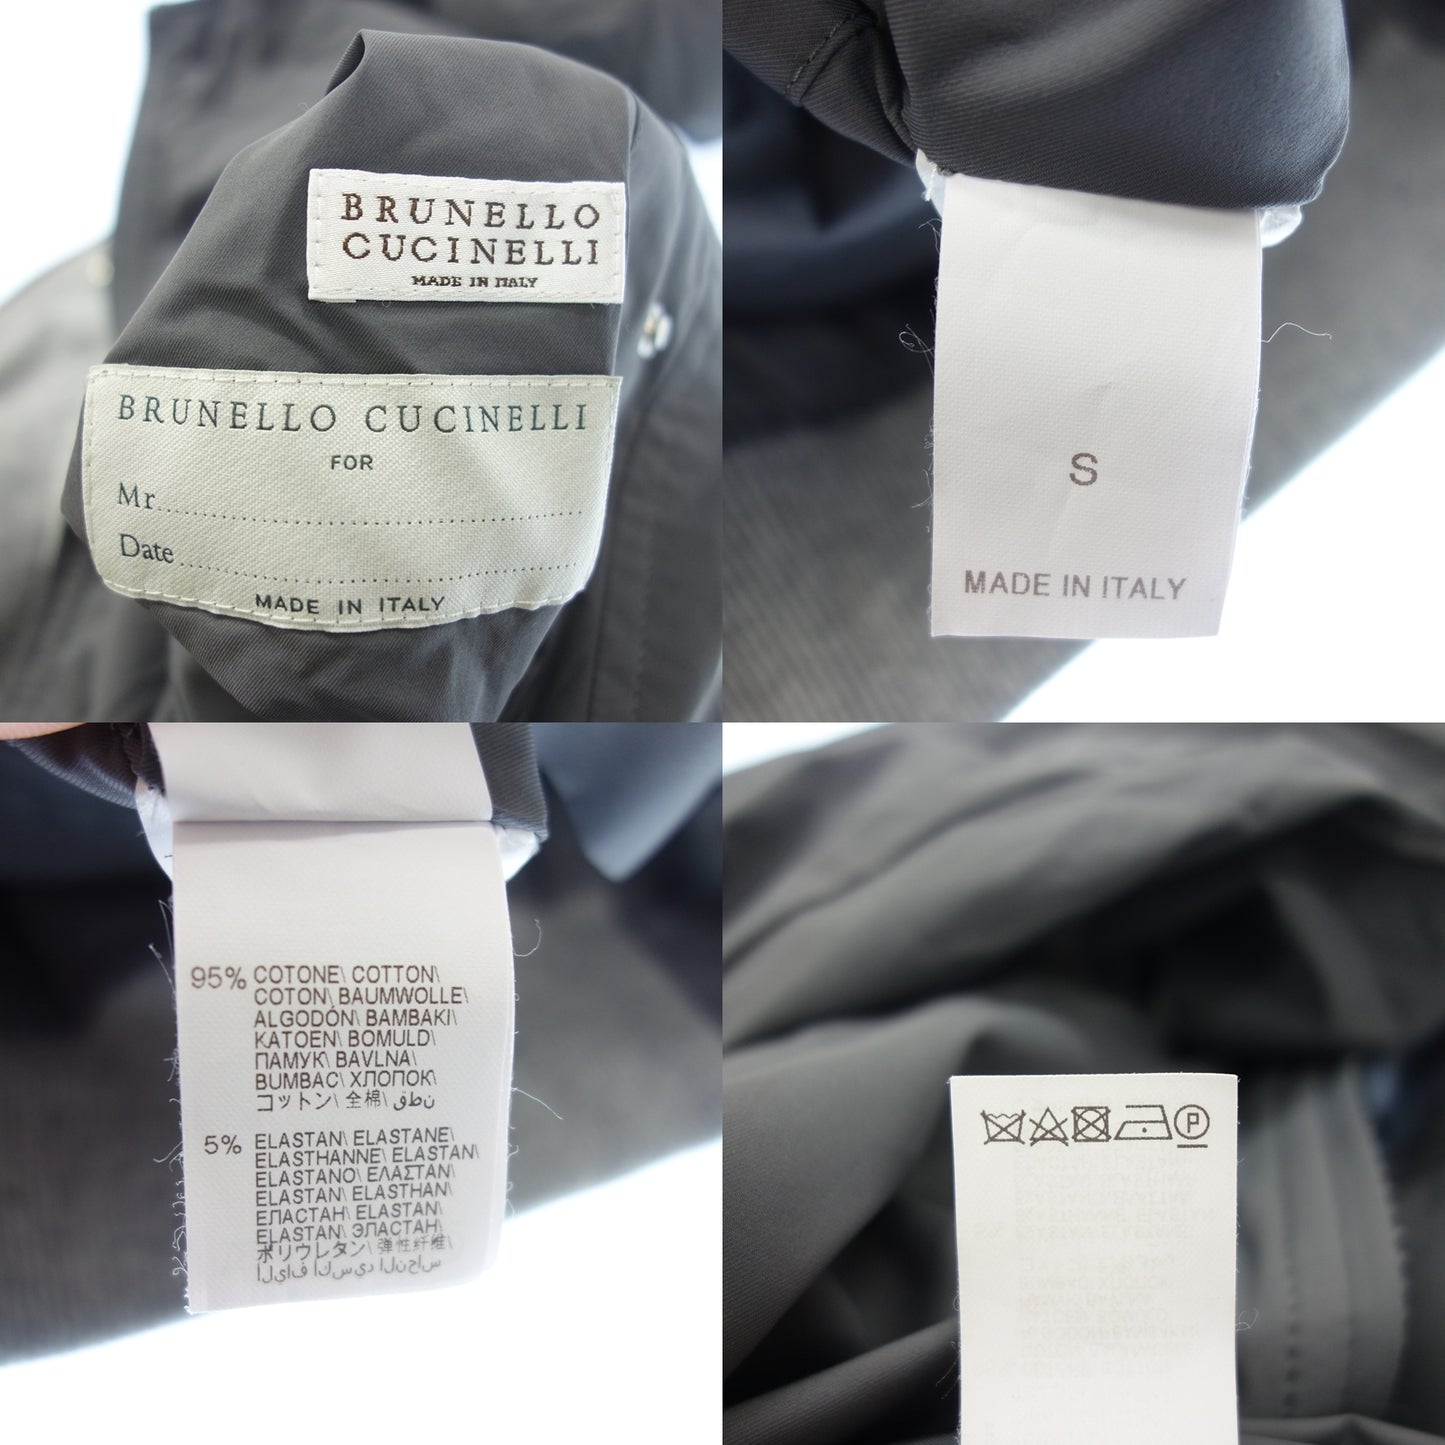 BRUNELLO
CUCINELLI
MADE IN ITALY
BRUNELLO CUCINELLI
FOR
Mr.
Date
MADE IN ITALY
S
MADE IN ITALY
95% COTONE\ COTTON\
COTON\ BAUMWOLLE\
ALGODÓN\ BAMBAKI\
KATOEN\ BOMULD\
ПАМУК\ BAVLNA\
BUMBAC\ ХЛОПОК\
コットン\ 全棉\ قطن
5% ELASTAN\ ELASTANE\
ELASTHANNE\ ELASTAN\
ELASTANO\ ΕΛΑΣΤΑΝ\
ELASTAN\ ELASTHAN\
ЕЛАСТАН\ ELASTAN\
ELASTAN\ ЭЛАСТАН\
ポリウレタン\ 弾性纤维\
P